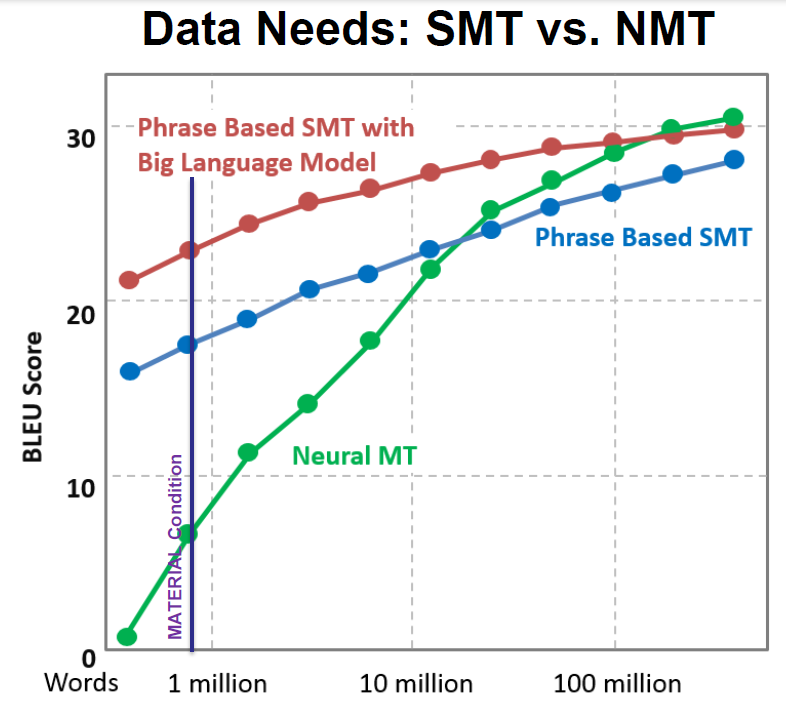 Data Needs: SMT vs. NMT
30
Phrase Based SMT with
Big Language Model
Phrase Based SMT
20
BLEU Score
Neural MT
10
MATERIAL Condition
0
Words
1 million
10 million
100 million